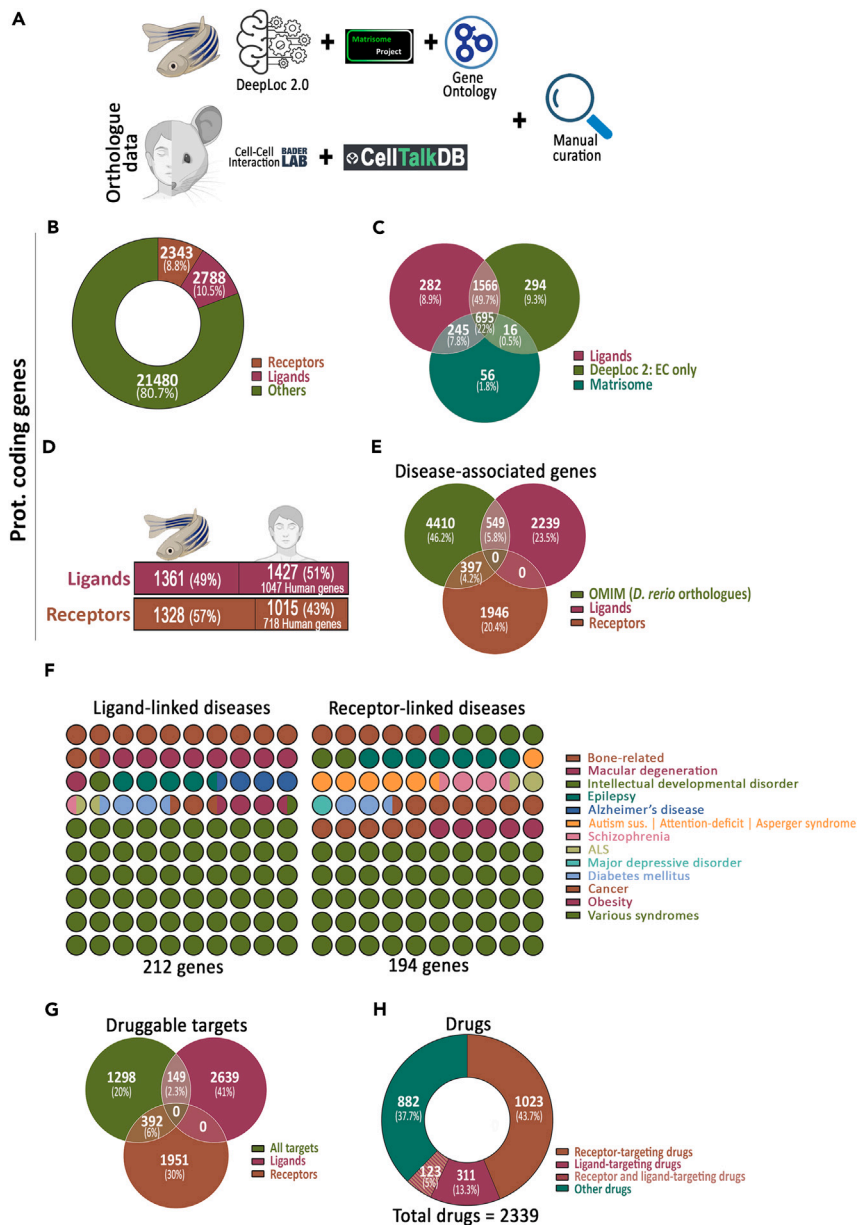 A
DeepLoc 2.0
+
Matrisome
Project
+
Gene
Ontology
Orthologue
data
Cell-Cell
Interaction
BADER
LAB
+
CellTalkDB
+
Manual
curation
Prot. coding genes
B
2343
(8.8%)
2788
(10.5%)
21480
(80.7%)
Receptors
Ligands
Others
C
282
(8.9%)
1566
(49.7%)
294
(9.3%)
695
(22%)
245
(7.8%)
16
(0.5%)
56
(1.8%)
Ligands
DeepLoc 2: EC only
Matrisome
D
Ligands
1361 (49%)
1427 (51%)
1047 Human genes
Receptors
1328 (57%)
1015 (43%)
718 Human genes
E
Disease-associated genes
4410
(46.2%)
549
(5.8%)
2239
(23.5%)
0
397
(4.2%)
0
1946
(20.4%)
OMIM (D. rerio orthologues)
Ligands
Receptors
F
Ligand-linked diseases
Receptor-linked diseases
212 genes
194 genes
Bone-related
Macular degeneration
Intellectual developmental disorder
Epilepsy
Alzheimer's disease
Autism sus. | Attention-deficit | Asperger syndrome
Schizophrenia
ALS
Major depressive disorder
Diabetes mellitus
Cancer
Obesity
Various syndromes
G
Druggable targets
1298
(20%)
149
(2.3%)
2639
(41%)
0
392
(6%)
0
1951
(30%)
All targets
Ligands
Receptors
H
Drugs
882
(37.7%)
1023
(43.7%)
123
(5%)
311
(13.3%)
Total drugs = 2339
Receptor-targeting drugs
Ligand-targeting drugs
Receptor and ligand-targeting drugs
Other drugs